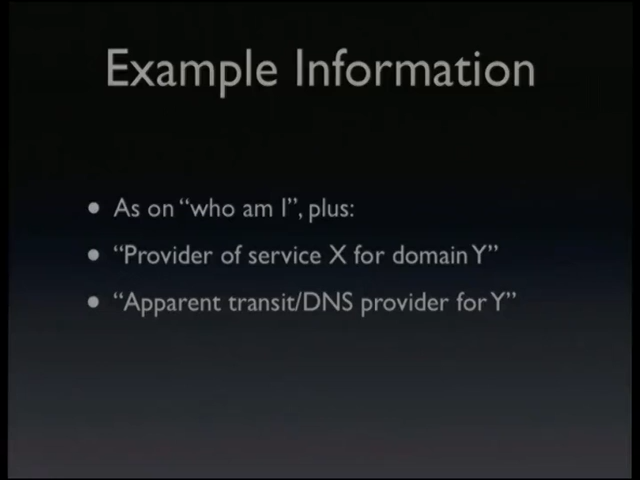 Example Information
• As on “who am I”, plus:
• “Provider of service X for domain Y”
• “Apparent transit/DNS provider for Y”